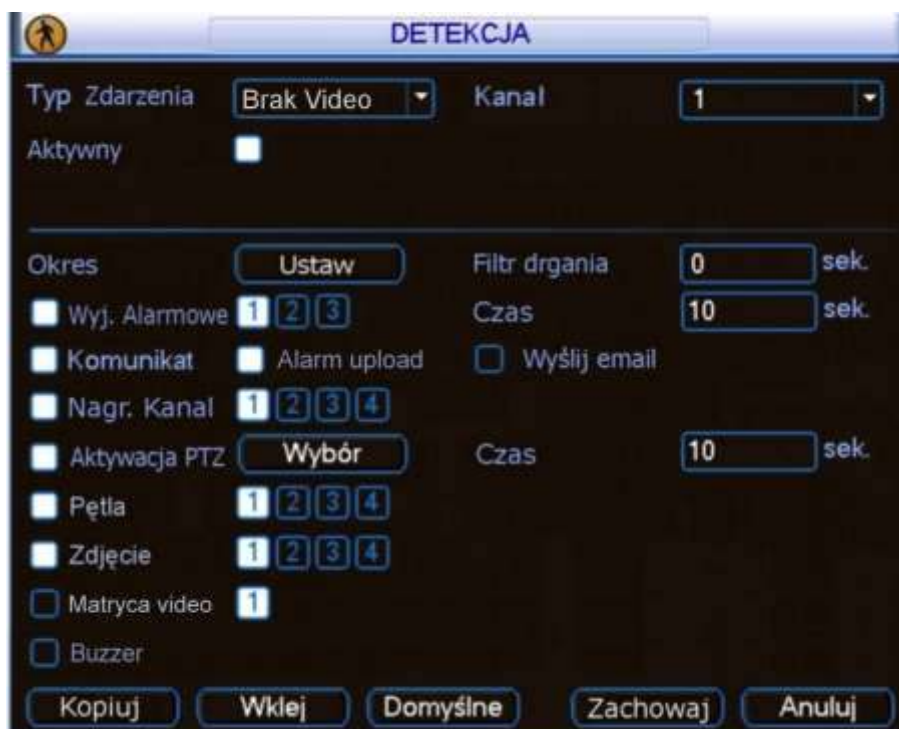 DETEKCJA
Typ Zdarzenia Brak Video Kanal 1
Aktywny
Okres Ustaw Filtr drgania 0 sek.
Wyj. Alarmowe 1 2 3 Czas 10 sek.
Komunikat Alarm upload Wyślij email
Nagr. Kanal 1 2 3 4
Aktywacja PTZ Wybór Czas 10 sek.
Pętla 1 2 3 4
Zdjęcie 1 2 3 4
Matryca video 1
Buzzer
Kopiuj Wklej Domyślne Zachowaj Anuluj